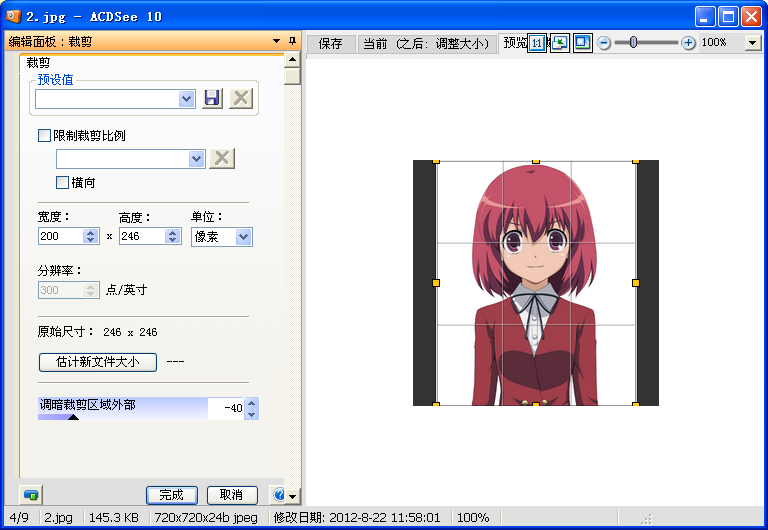 2.jpg - ACDSee 10
编辑面板：裁剪
保存
当前 (之后: 调整大小)
预览
1:1
100%
裁剪
预设值
限制裁剪比例
横向
宽度：
高度：
单位：
200
x
246
像素
分辨率：
300
点/英寸
原始尺寸： 246 x 246
估计新文件大小
---
调暗裁剪区域外部
-40
完成
取消
4/9
2.jpg
145.3 KB
720x720x24b jpeg
修改日期: 2012-8-22 11:58:01
100%